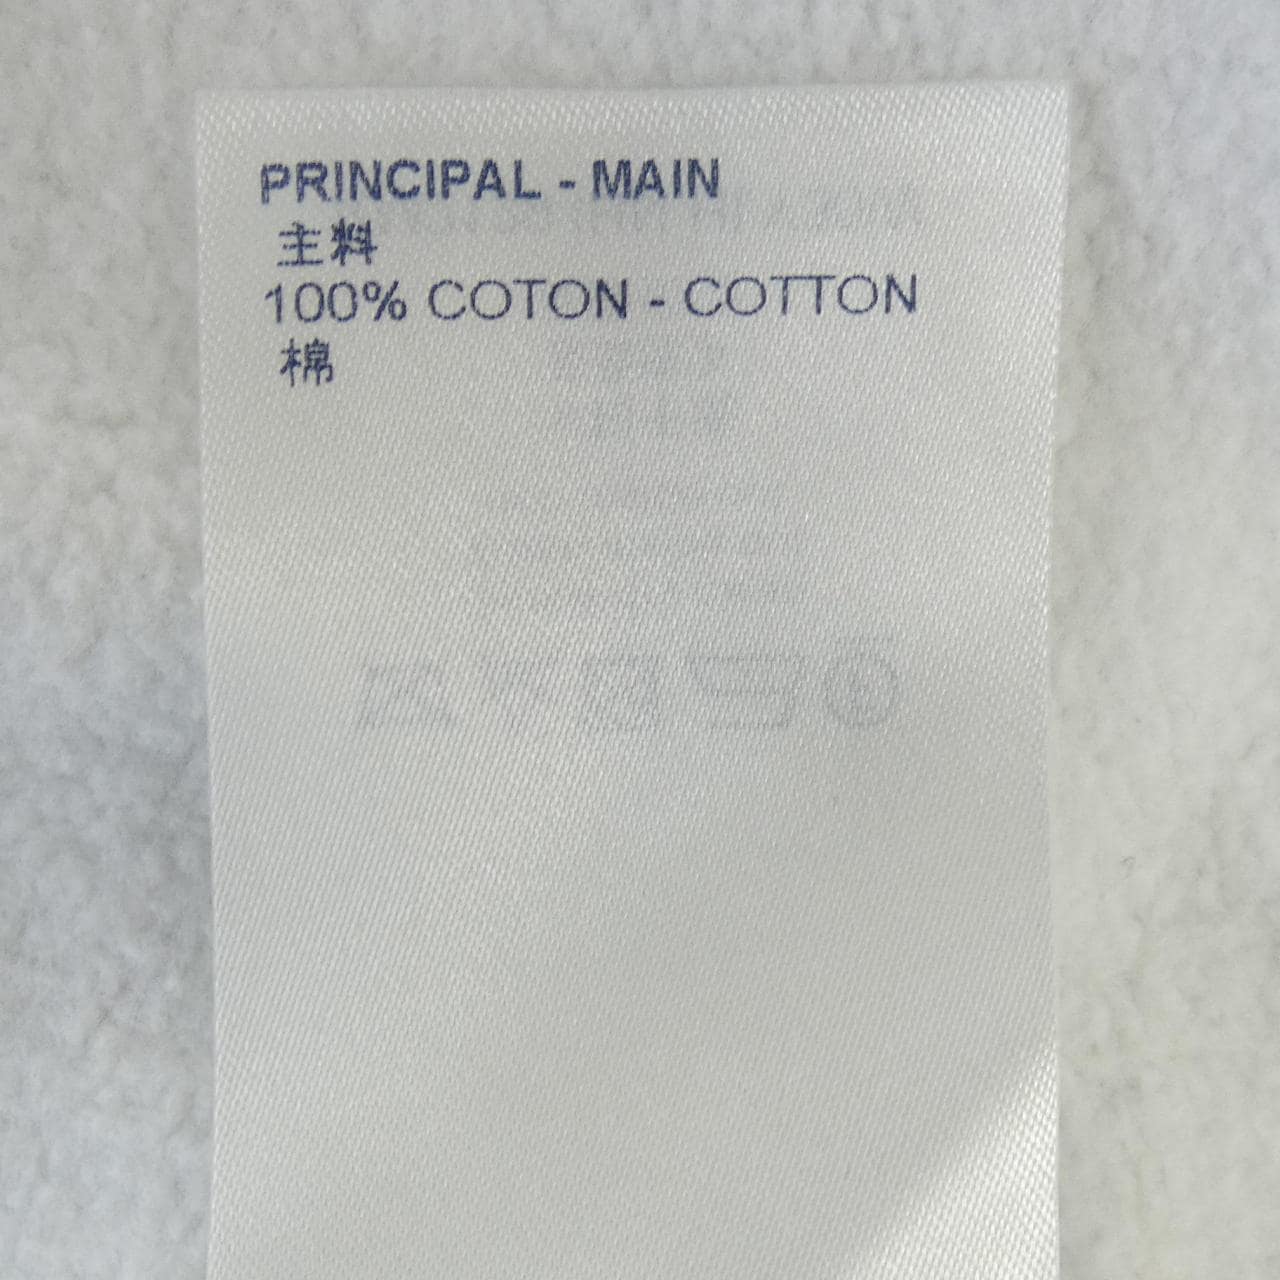 PRINCIPAL - MAIN
主料
100% COTON - COTTON
棉